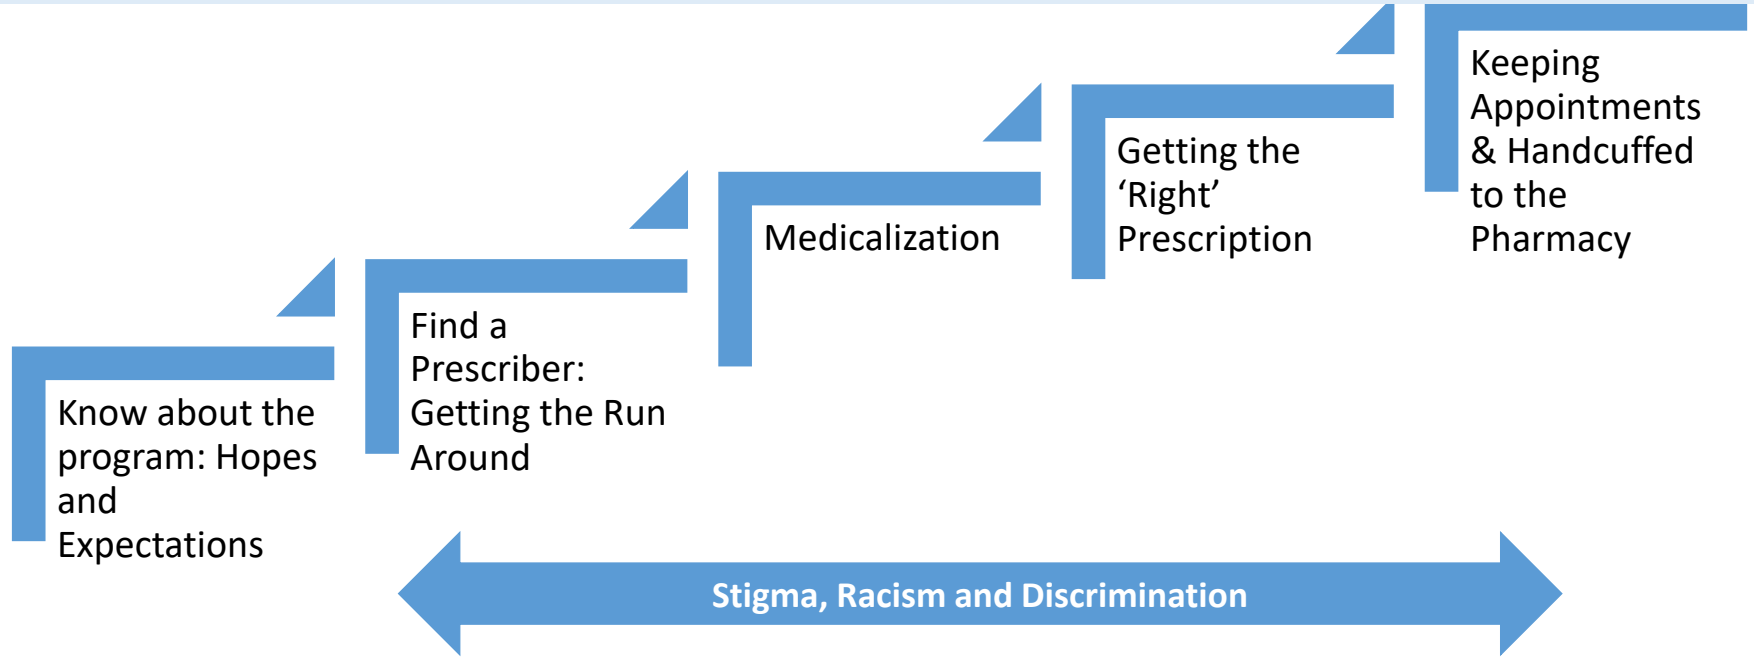 Know about the
program: Hopes
and
Expectations
Find a
Prescriber:
Getting the Run
Around
Medicalization
Getting the
‘Right’
Prescription
Keeping
Appointments
& Handcuffed
to the
Pharmacy
Stigma, Racism and Discrimination